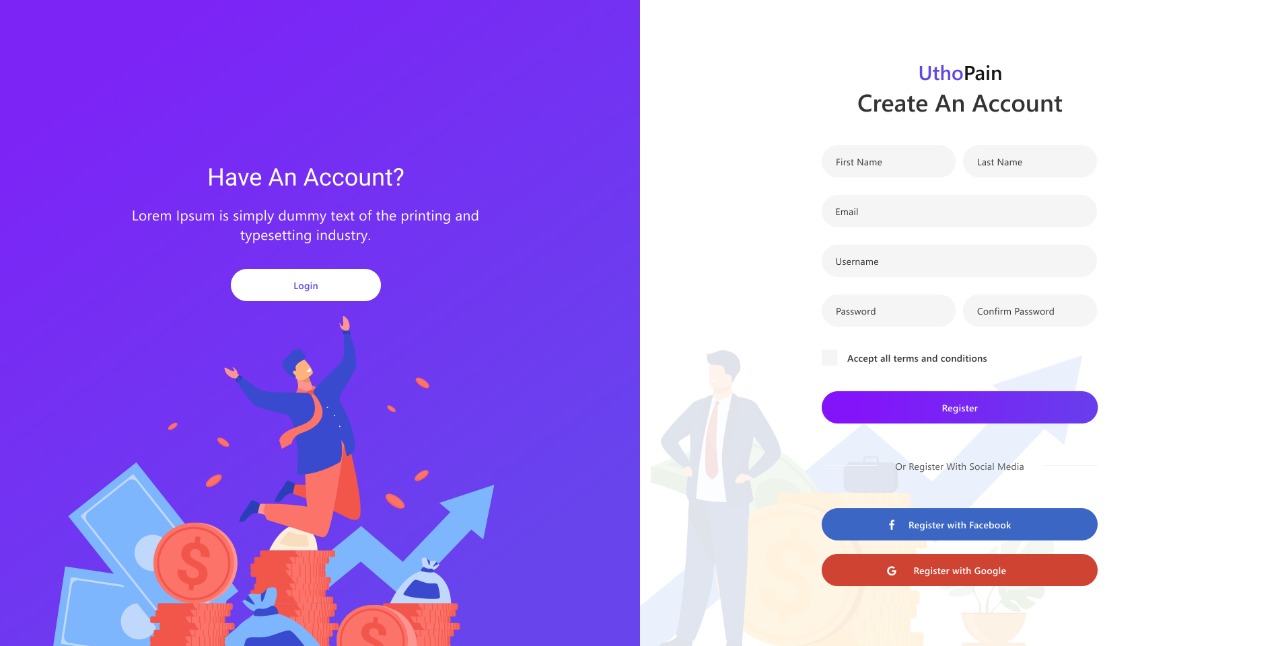 Have An Account?
Lorem Ipsum is simply dummy text of the printing and
typesetting industry.
Login
$
$
UthoPain
Create An Account
First Name
Last Name
Email
Username
Password
Confirm Password
Accept all terms and conditions
Register
Or Register With Social Media
f Register with Facebook
G Register with Google